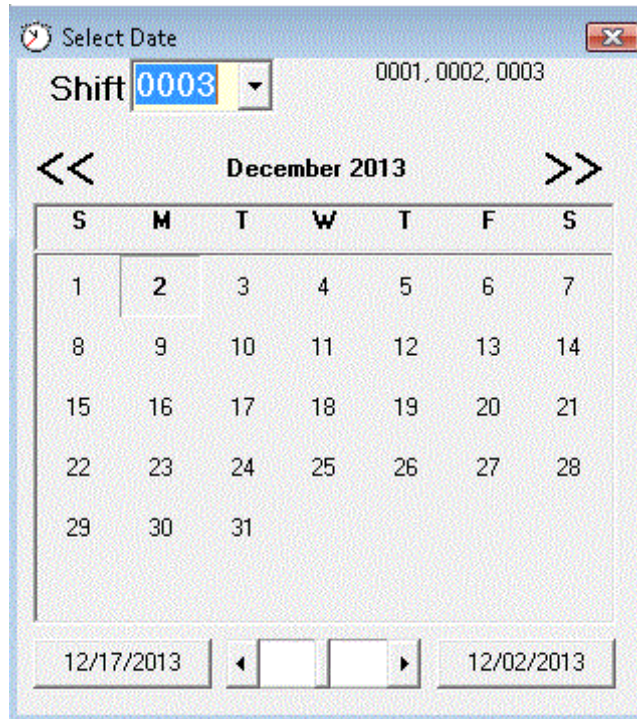 Select Date
Shift 0003 0001, 0002, 0003
<< December 2013 >>
S M T W T F S
1 2 3 4 5 6 7
8 9 10 11 12 13 14
15 16 17 18 19 20 21
22 23 24 25 26 27 28
29 30 31
12/17/2013 12/02/2013